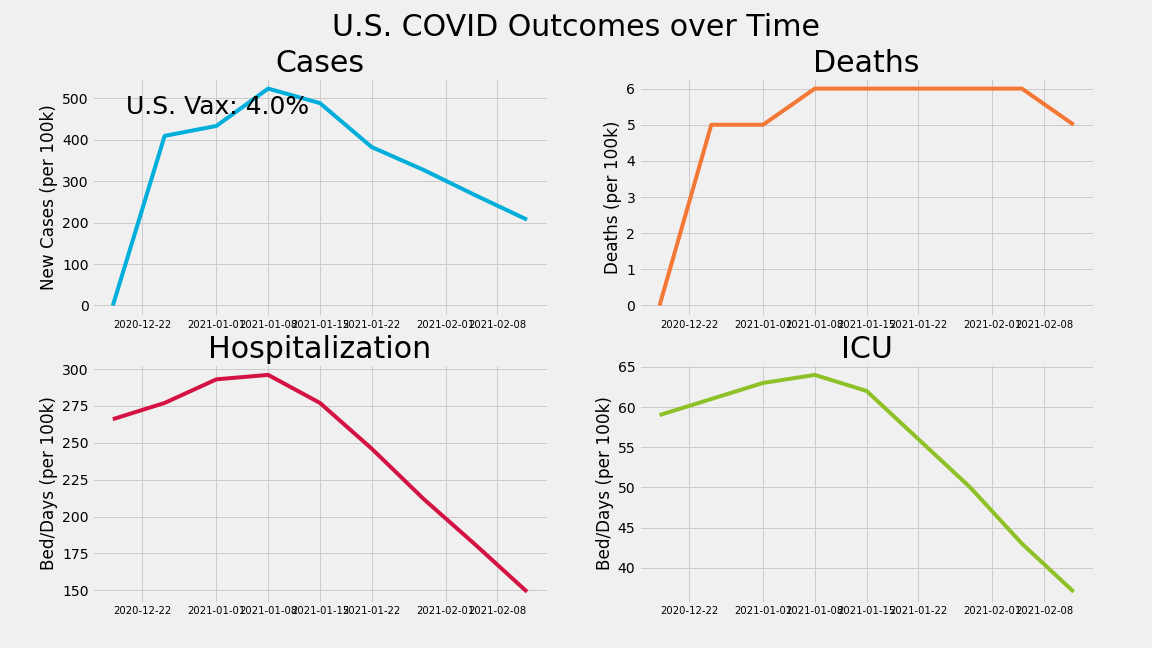 U.S. COVID Outcomes over Time
Cases
U.S. Vax: 4.0%
New Cases (per 100k)
500
400
300
200
100
0
2020-12-22 2021-01-01 2021-01-08 2021-01-15 2021-01-22 2021-02-01 2021-02-08
Deaths
Deaths (per 100k)
6
5
4
3
2
1
0
2020-12-22 2021-01-01 2021-01-08 2021-01-15 2021-01-22 2021-02-01 2021-02-08
Hospitalization
Bed/Days (per 100k)
300
275
250
225
200
175
150
2020-12-22 2021-01-01 2021-01-08 2021-01-15 2021-01-22 2021-02-01 2021-02-08
ICU
Bed/Days (per 100k)
65
60
55
50
45
40
2020-12-22 2021-01-01 2021-01-08 2021-01-15 2021-01-22 2021-02-01 2021-02-08